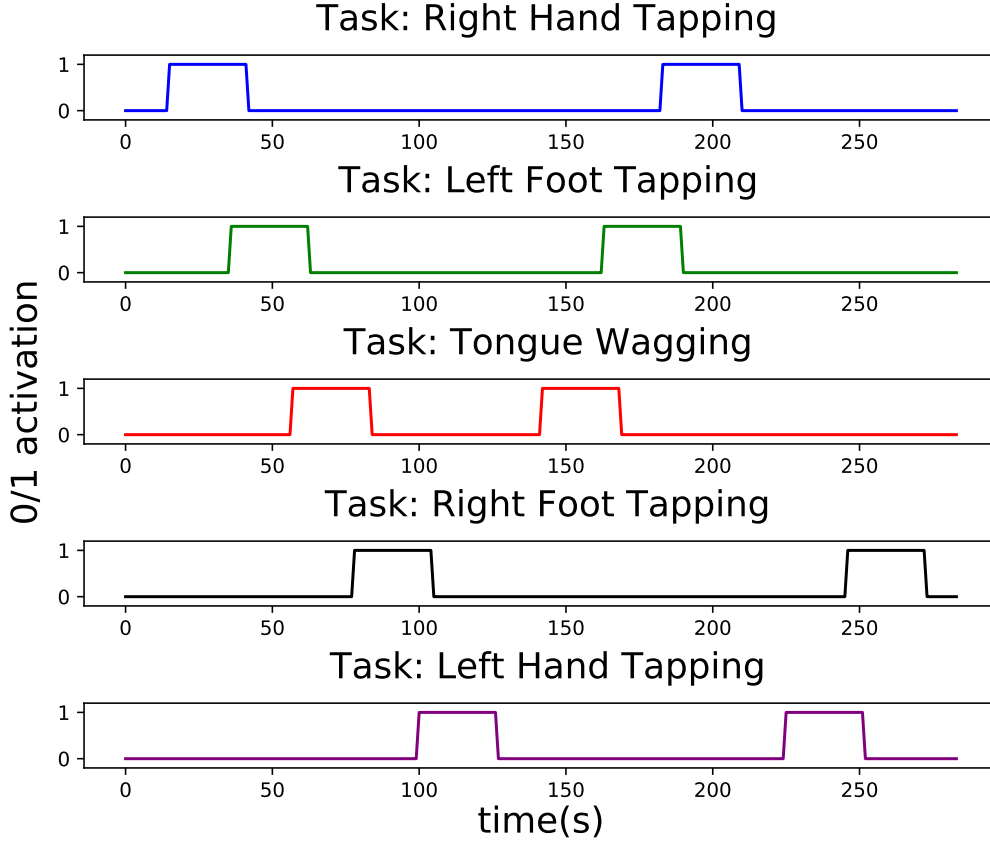 Task: Right Hand Tapping
1
0
0 50 100 150 200 250
Task: Left Foot Tapping
1
0
0 50 100 150 200 250
Task: Tongue Wagging
1
0
0 50 100 150 200 250
0/1 activation
Task: Right Foot Tapping
1
0
0 50 100 150 200 250
Task: Left Hand Tapping
1
0
0 50 100 150 200 250
time(s)